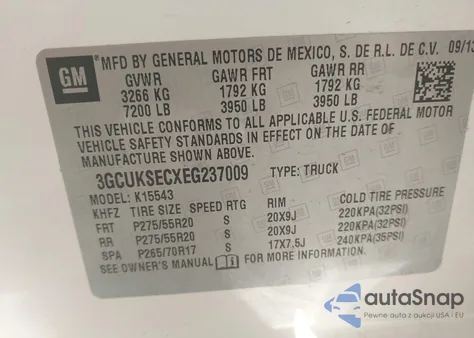 GM
MFD BY GENERAL MOTORS DE MEXICO, S. DE R.L. DE C.V. 09/13
GVWR GAWR FRT GAWR RR
3266 KG 1792 KG 1792 KG
7200 LB 3950 LB 3950 LB
THIS VEHICLE CONFORMS TO ALL APPLICABLE U.S. FEDERAL MOTOR
VEHICLE SAFETY STANDARDS IN EFFECT ON THE DATE OF
MANUFACTURE SHOWN ABOVE.
3GCUKSECXEG237009 TYPE: TRUCK
MODEL: K15543
KHFZ TIRE SIZE SPEED RTG RIM COLD TIRE PRESSURE
FRT P275/55R20 S 20X9J 220KPA(32PSI)
RR P275/55R20 S 20X9J 220KPA(32PSI)
SPA P265/70R17 S 17X7.5J 240KPA(35PSI)
SEE OWNER'S MANUAL FOR MORE INFORMATION.
autoSnap
Pewne auto z USA i EU